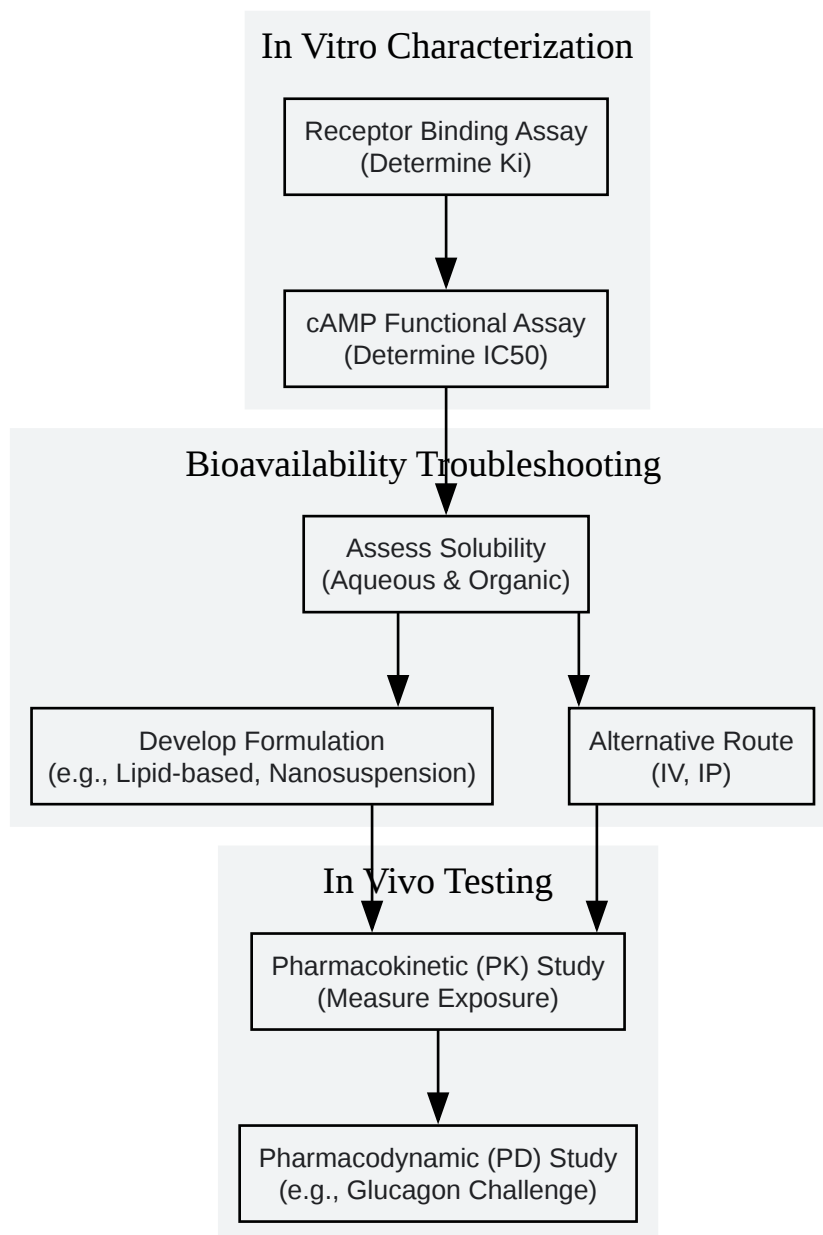 In Vitro Characterization
Receptor Binding Assay
(Determine Ki)
cAMP Functional Assay
(Determine IC50)
Bioavailability Troubleshooting
Assess Solubility
(Aqueous & Organic)
Develop Formulation
(e.g., Lipid-based, Nanosuspension)
Alternative Route
(IV, IP)
In Vivo Testing
Pharmacokinetic (PK) Study
(Measure Exposure)
Pharmacodynamic (PD) Study
(e.g., Glucagon Challenge)